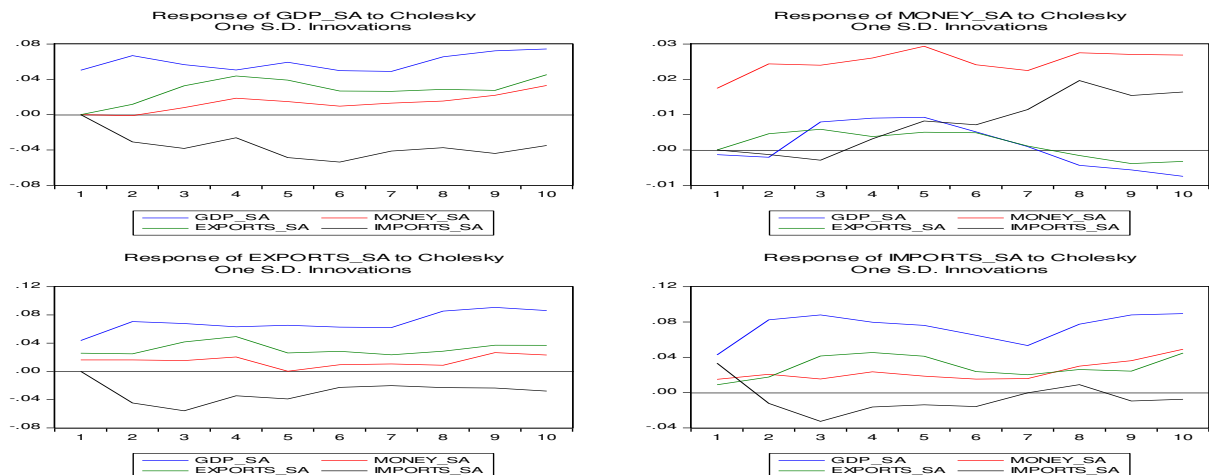 Response of GDP_SA to Cholesky
One S.D. Innovations
.08
.04
.00
-.04
-.08
1 2 3 4 5 6 7 8 9 10
GDP_SA MONEY_SA
EXPORTS_SA IMPORTS_SA
Response of MONEY_SA to Cholesky
One S.D. Innovations
.03
.02
.01
.00
-.01
1 2 3 4 5 6 7 8 9 10
GDP_SA MONEY_SA
EXPORTS_SA IMPORTS_SA
Response of EXPORTS_SA to Cholesky
One S.D. Innovations
.12
.08
.04
.00
-.04
-.08
1 2 3 4 5 6 7 8 9 10
GDP_SA MONEY_SA
EXPORTS_SA IMPORTS_SA
Response of IMPORTS_SA to Cholesky
One S.D. Innovations
.12
.08
.04
.00
-.04
1 2 3 4 5 6 7 8 9 10
GDP_SA MONEY_SA
EXPORTS_SA IMPORTS_SA